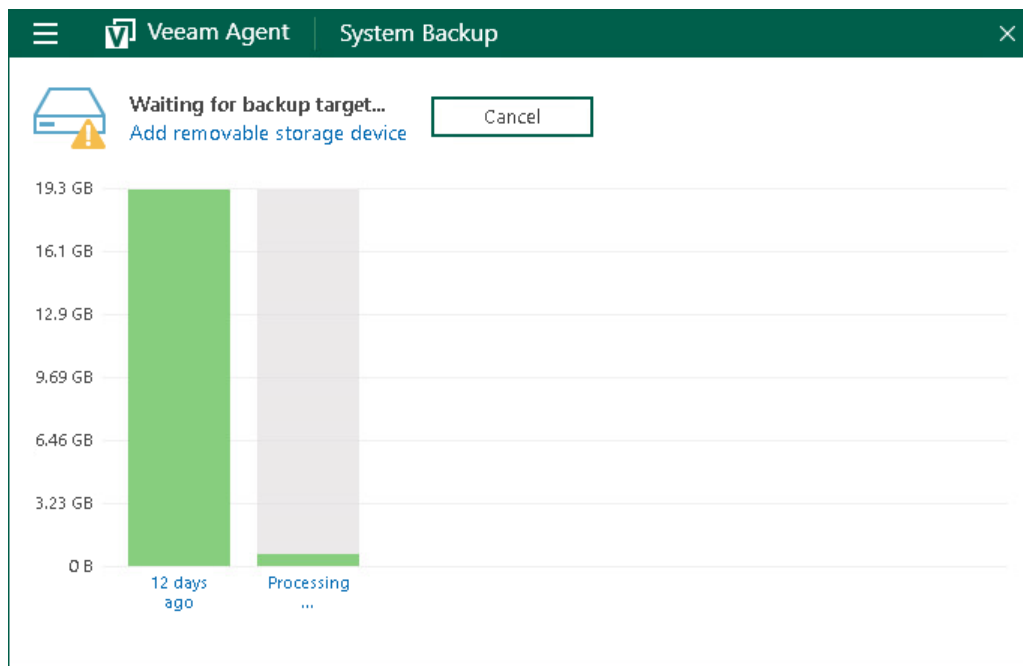 Veeam Agent System Backup
Waiting for backup target...
Add removable storage device
Cancel
19.3 GB
16.1 GB
12.9 GB
9.69 GB
6.46 GB
3.23 GB
0 B
12 days
ago
Processing
...